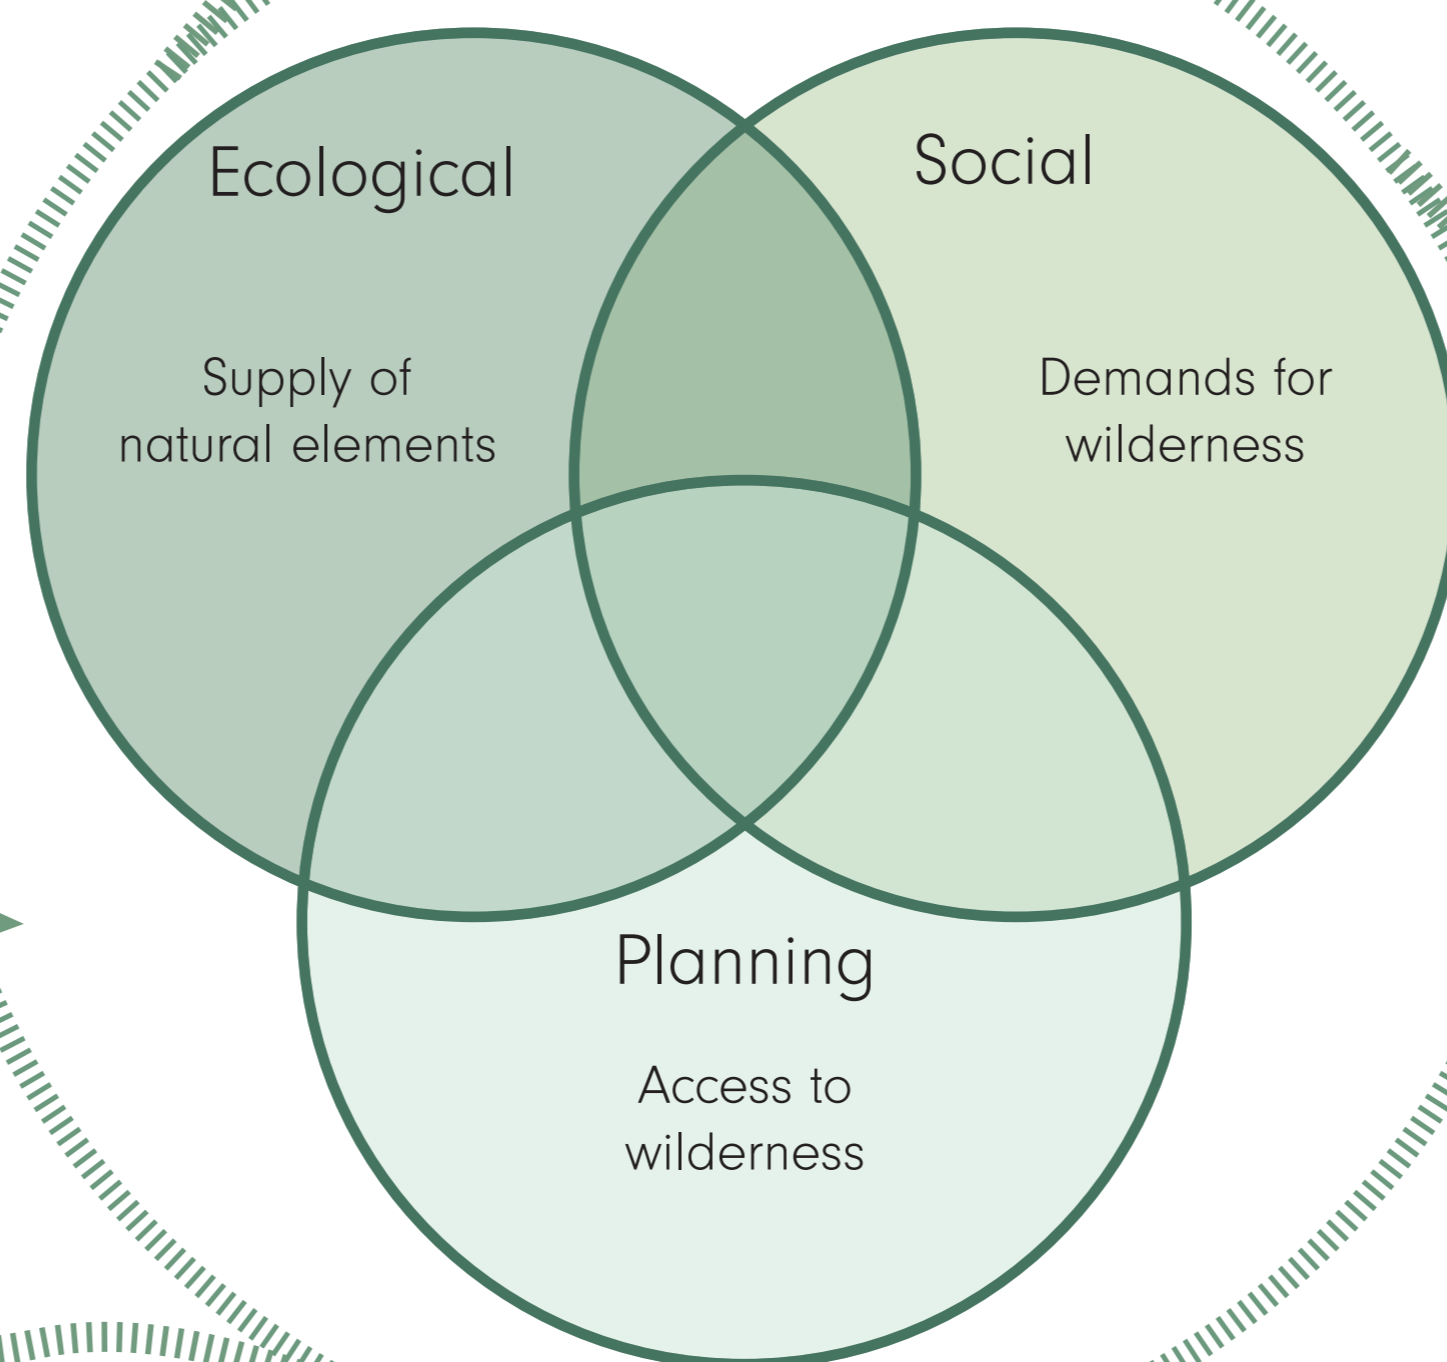 Ecological
Social
Supply of
natural elements
Demands for
wilderness
Planning
Access to
wilderness